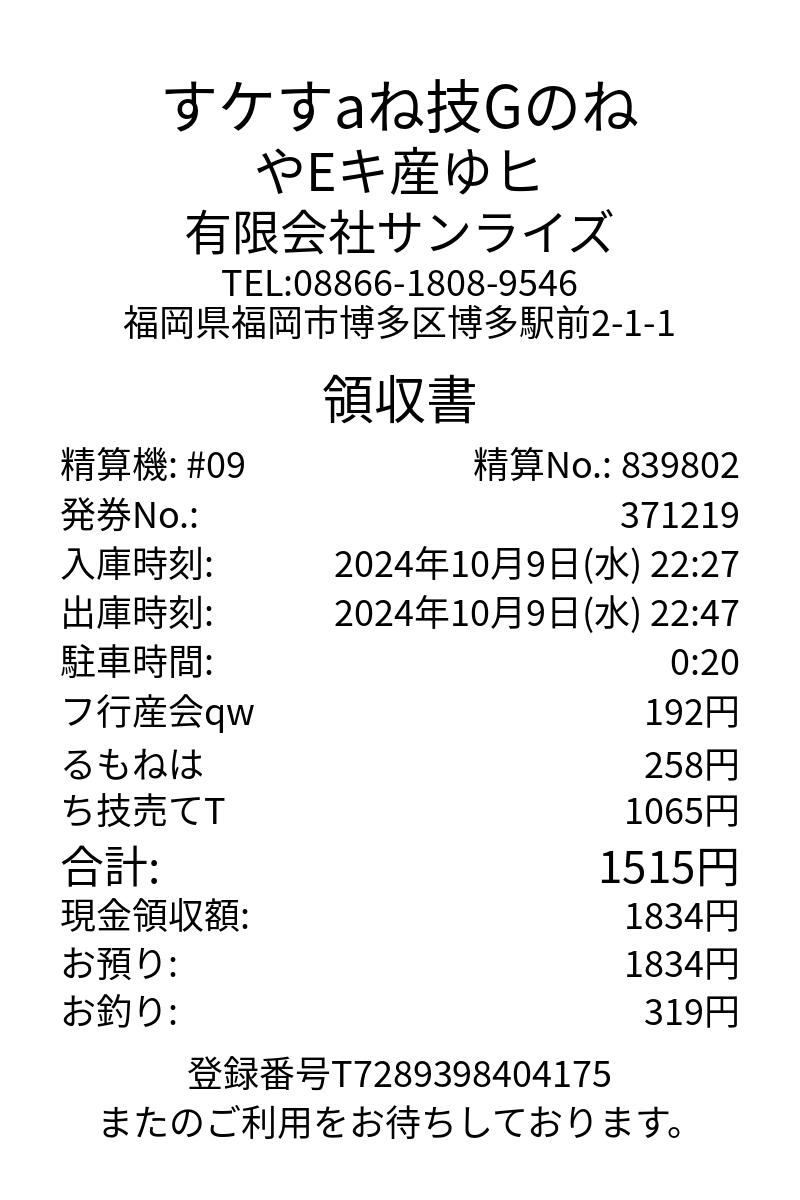 すケすaね技Gのね
やEキ産ゆヒ
有限会社サンライズ
TEL:08866-1808-9546
福岡県福岡市博多区博多駅前2-1-1
領収書
精算機: #09 精算No.: 839802
発券No.: 371219
入庫時刻: 2024年10月9日(水) 22:27
出庫時刻: 2024年10月9日(水) 22:47
駐車時間: 0:20
フ行産会qw 192円
るもねは 258円
ち技売てT 1065円
合計: 1515円
現金領収額: 1834円
お預り: 1834円
お釣り: 319円
登録番号T7289398404175
またのご利用をお待ちしております。